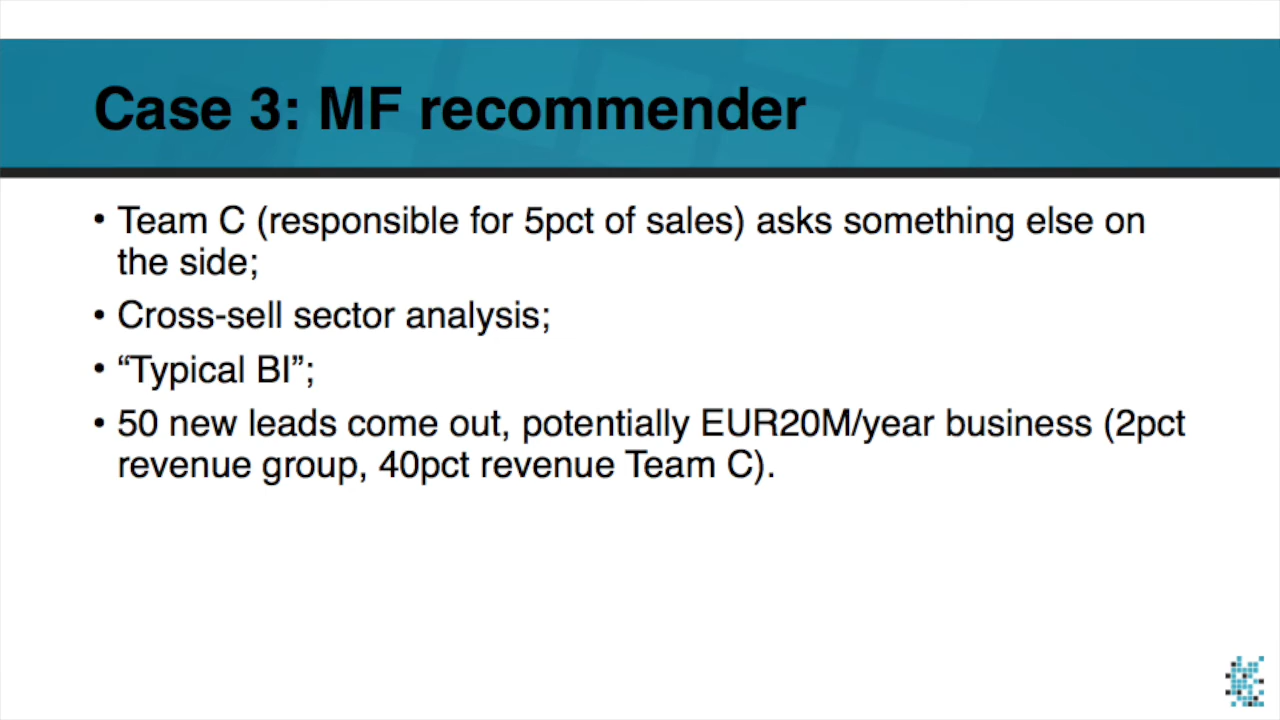 Case 3: MF recommender
• Team C (responsible for 5pct of sales) asks something else on
the side;
• Cross-sell sector analysis;
• “Typical BI”;
• 50 new leads come out, potentially EUR20M/year business (2pct
revenue group, 40pct revenue Team C).